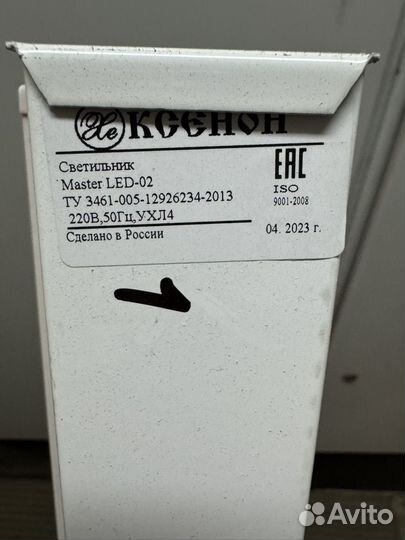 Хе КСЕНОН
Светильник
Master LED-02
ТУ 3461-005-12926234-2013
220В,50Гц,УХЛ4
Сделано в России
EAC
ISO
9001-2008
04. 2023 г.
Avito